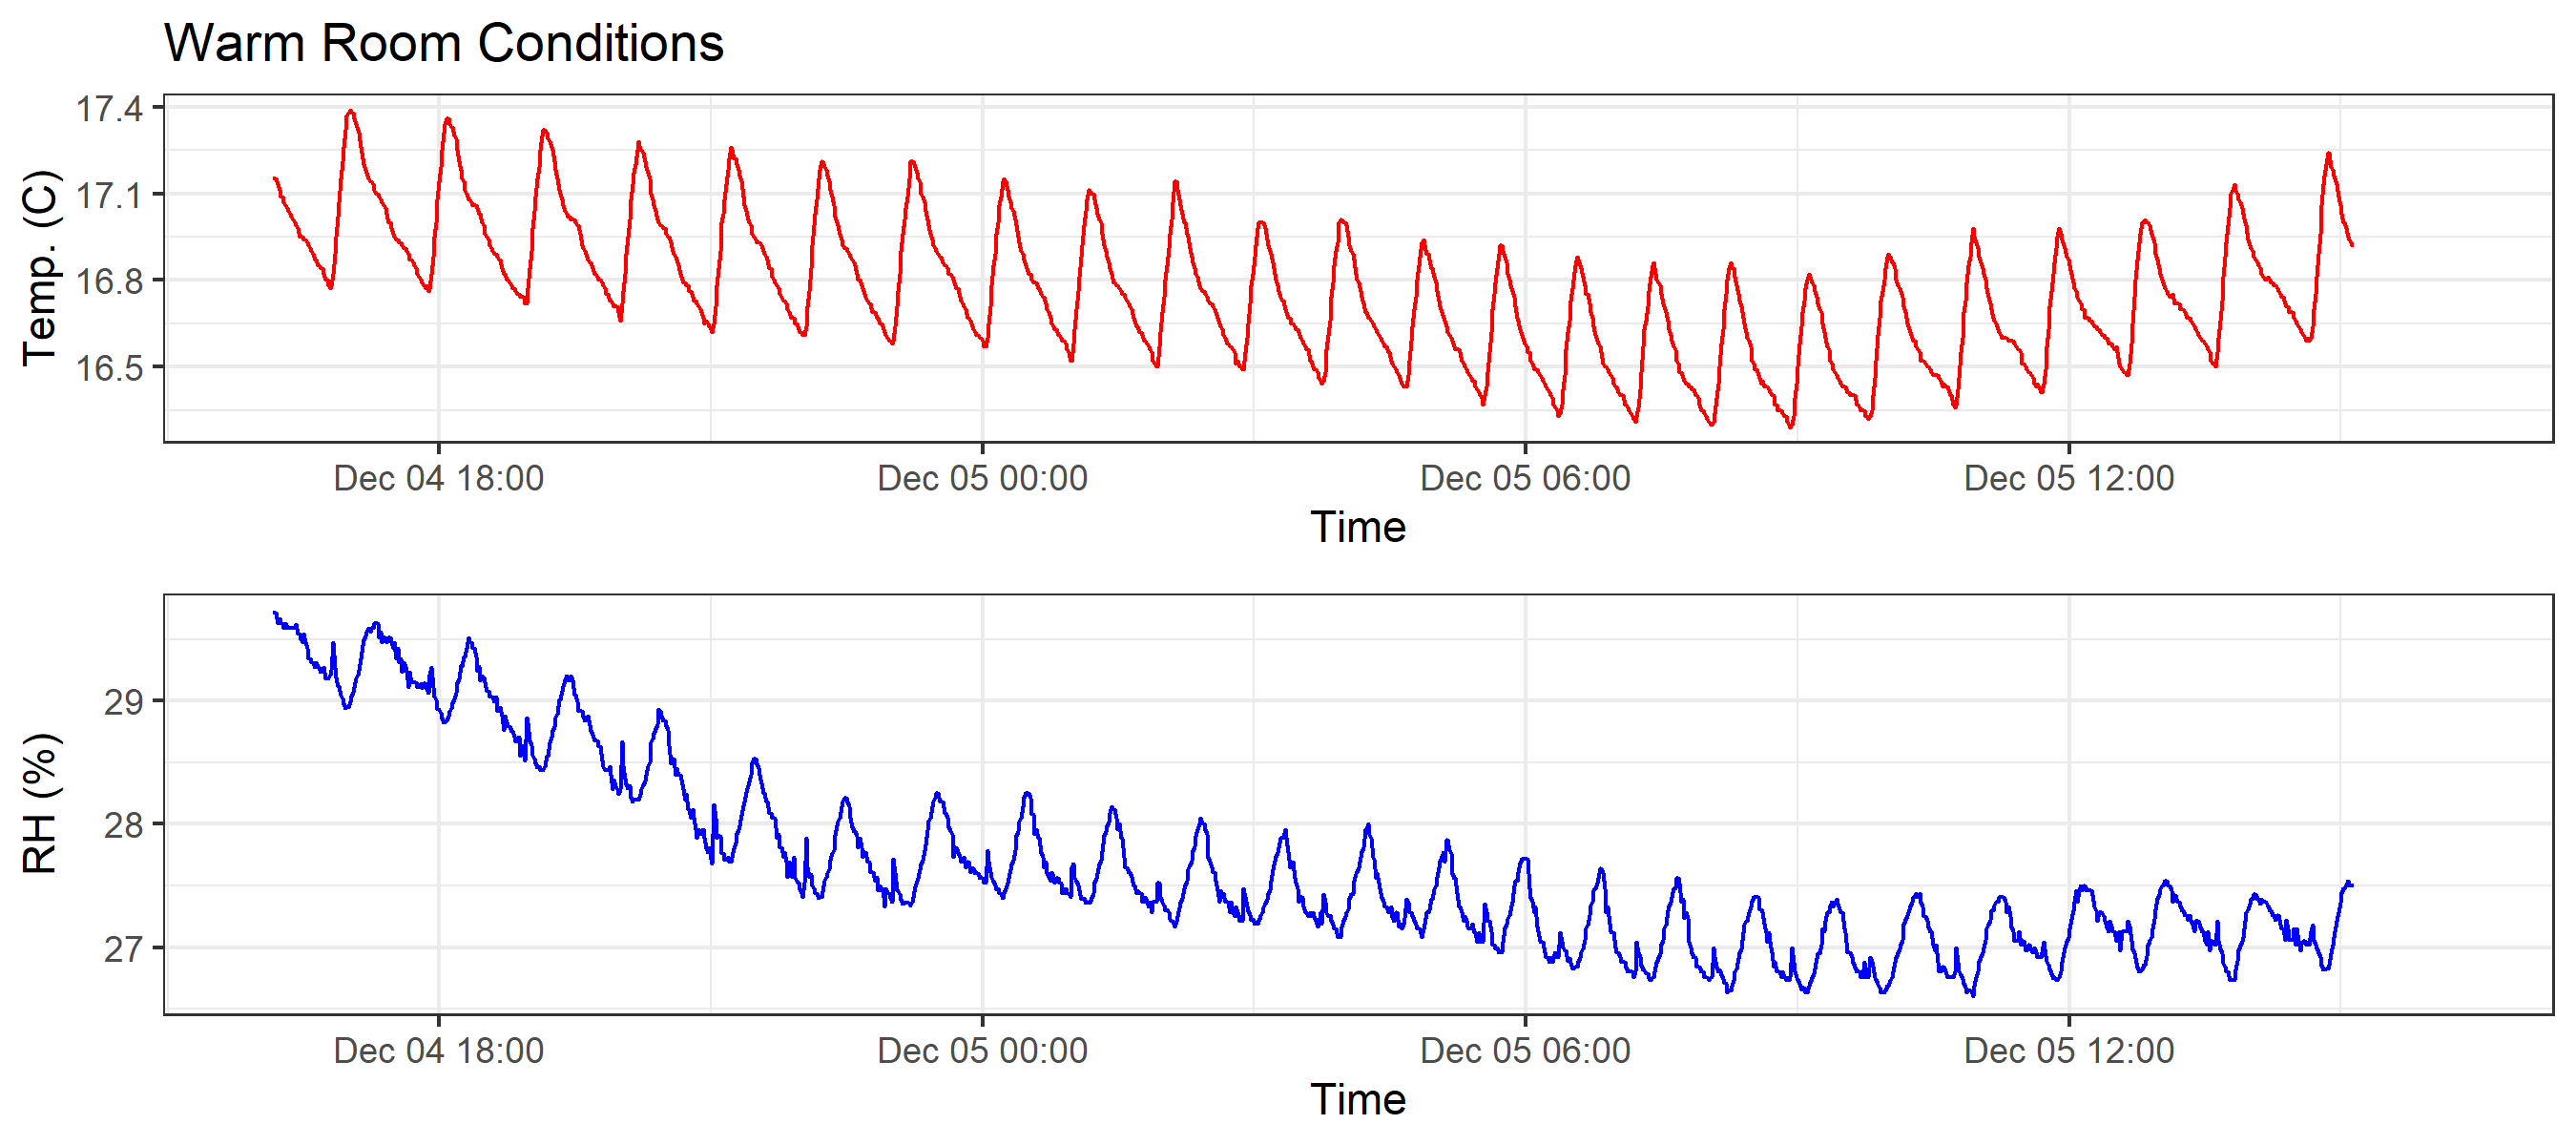 Warm Room Conditions
17.4
17.1
16.8
16.5
Temp. (C)
Dec 04 18:00 Dec 05 00:00 Dec 05 06:00 Dec 05 12:00
Time
29
28
27
RH (%)
Dec 04 18:00 Dec 05 00:00 Dec 05 06:00 Dec 05 12:00
Time